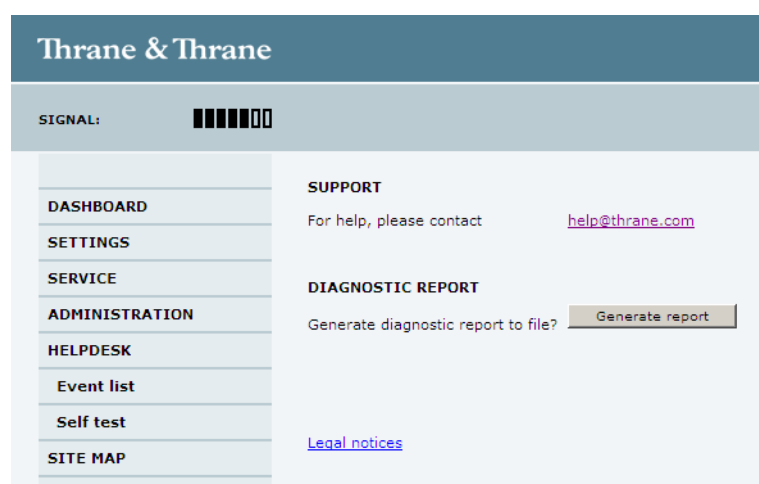 Thrane & Thrane
SIGNAL:
DASHBOARD
SETTINGS
SERVICE
ADMINISTRATION
HELPDESK
Event list
Self test
SITE MAP
SUPPORT
For help, please contact help@thrane.com
DIAGNOSTIC REPORT
Generate diagnostic report to file? Generate report
Legal notices